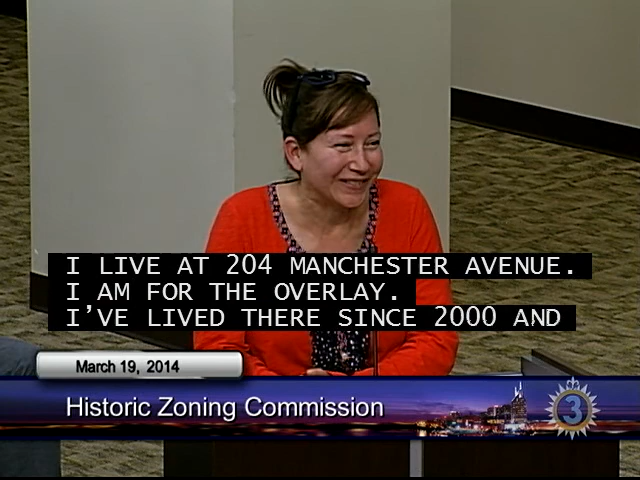 I LIVE AT 204 MANCHESTER AVENUE.
I AM FOR THE OVERLAY.
I'VE LIVED THERE SINCE 2000 AND
March 19, 2014
Historic Zoning Commission
3